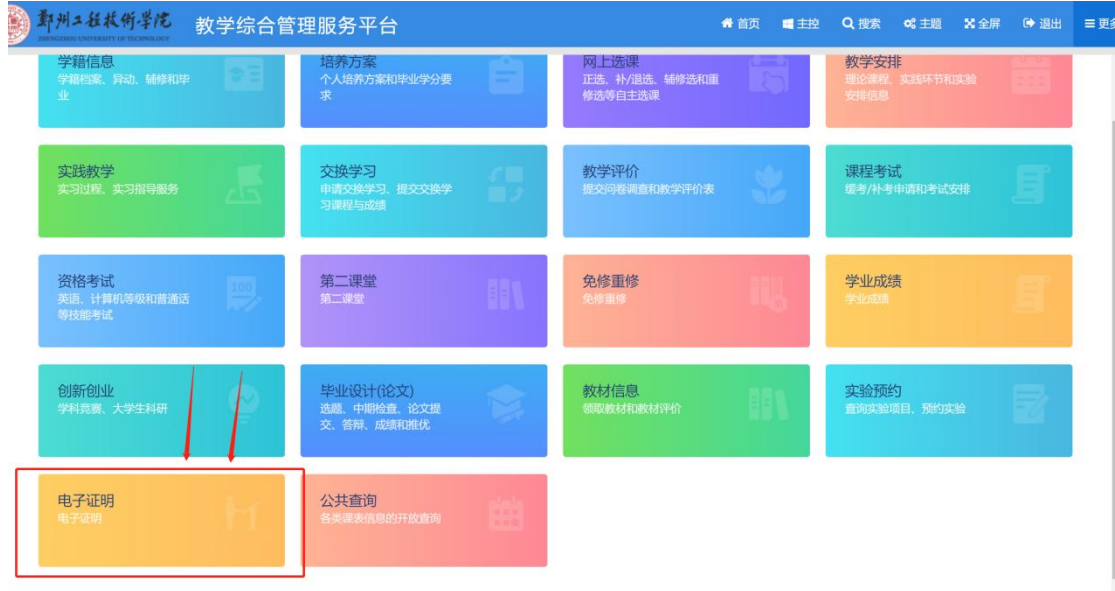 郑州工程技术学院
ZHENGZHOU UNIVERSITY OF TECHNOLOGY
教学综合管理服务平台
首页
主控
搜索
主题
全屏
退出
更多
学籍信息
学籍档案、异动、辅修和毕
业
培养方案
个人培养方案和毕业学分要
求
网上选课
正选、补/退选、辅修选和重
修选等自主选课
教学安排
理论课程、实践环节和实验
安排信息
实践教学
实习过程、实习指导服务
交换学习
申请交换学习、提交交换学
习课程与成绩
教学评价
提交问卷调查和教学评价表
课程考试
缓考/补考申请和考试安排
资格考试
英语、计算机等级和普通话
等技能考试
100
第二课堂
第二课堂
免修重修
免修重修
学业成绩
学业成绩
创新创业
学科竞赛、大学生科研
毕业设计(论文)
选题、中期检查、论文提
交、答辩、成绩和推优
教材信息
领取教材和教材评价
实验预约
查询实验项目、预约实验
电子证明
电子证明
公共查询
各类课表信息的开放查询